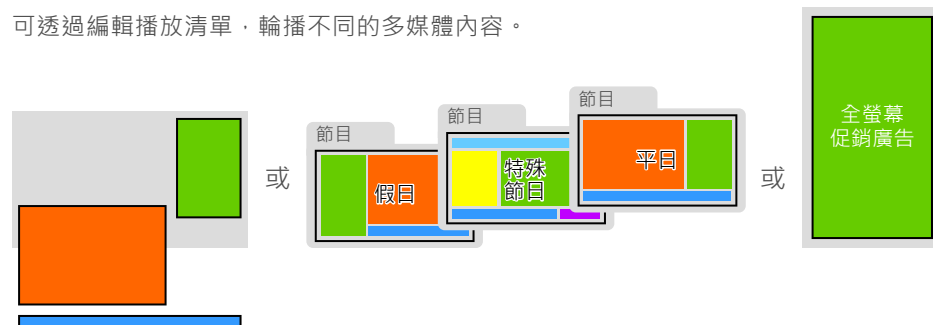 可透過編輯播放清單，輪播不同的多媒體內容。
全螢幕
促銷廣告
節目
節目
節目
或
假日
特殊
節日
平日
或